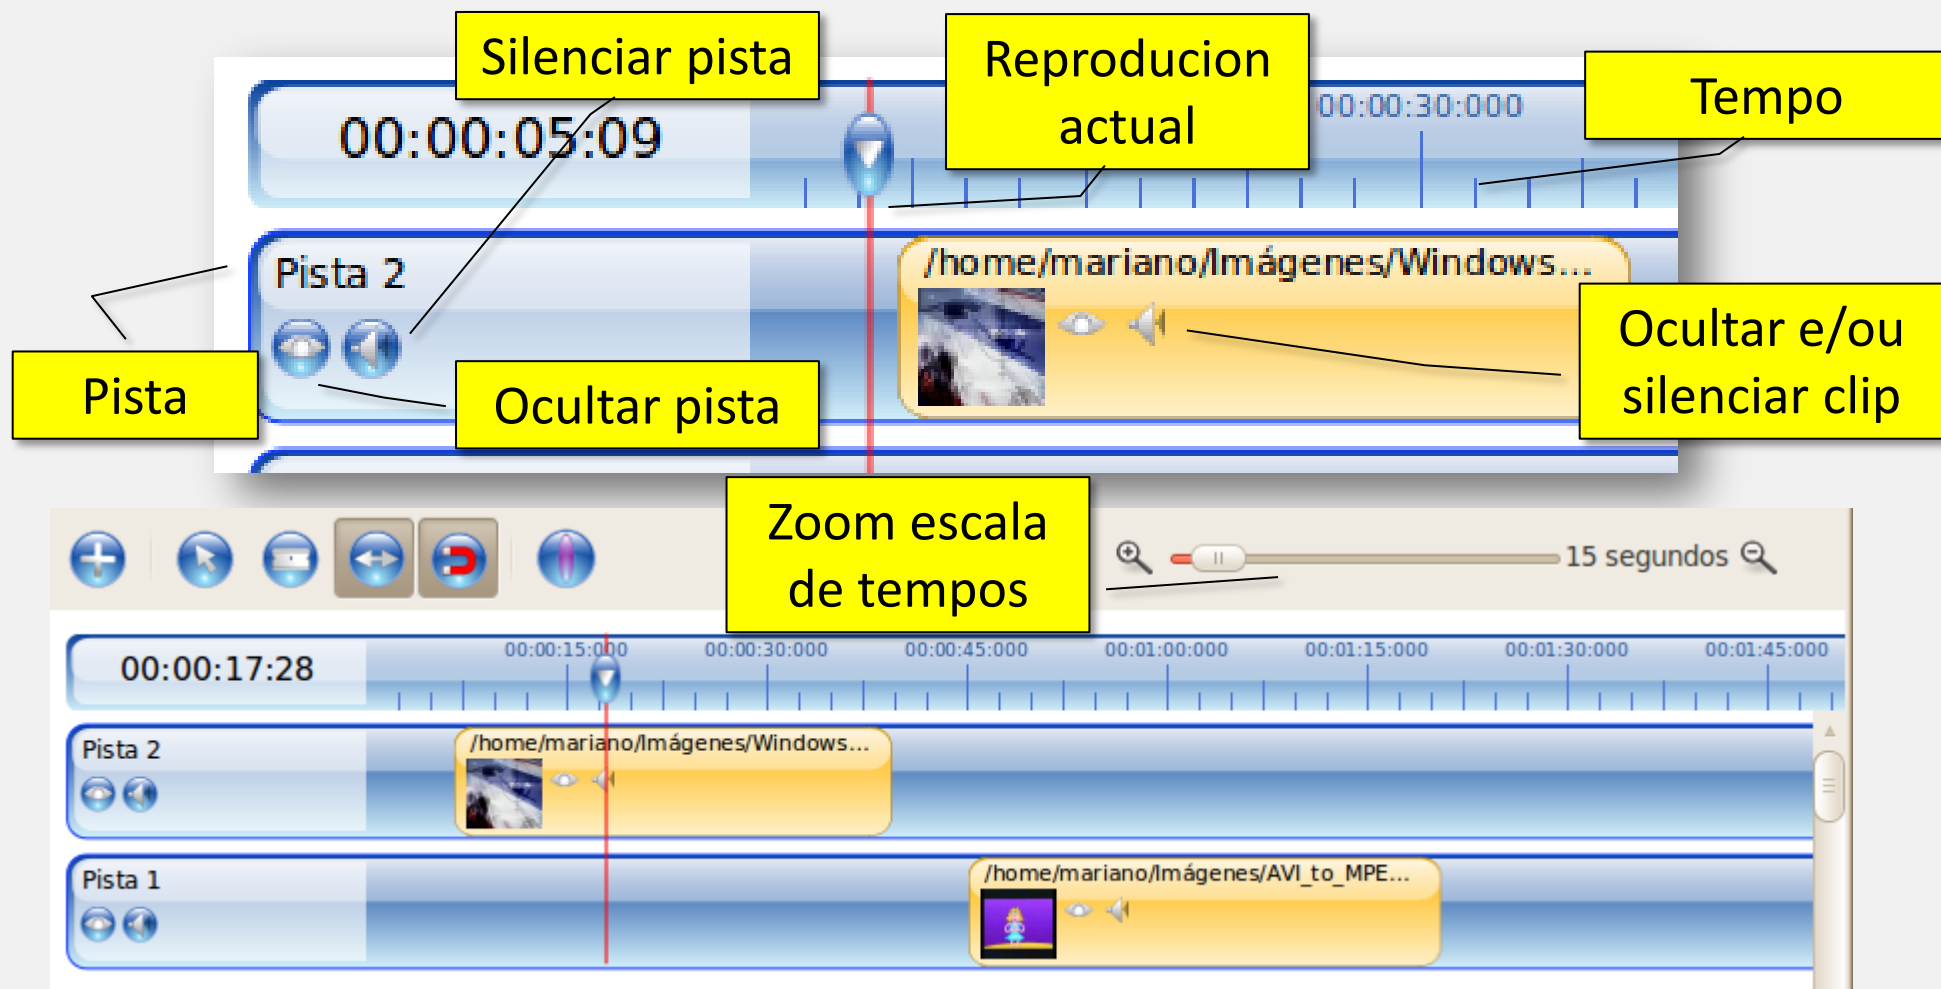 Silenciar pista
Reproducion
actual
Tempo
00:00:05:09
00:00:30:000
Pista 2
/home/mariano/Imágenes/Windows...
Ocultar e/ou
silenciar clip
Pista
Ocultar pista
Zoom escala
de tempos
15 segundos
00:00:17:28
00:00:15:000
00:00:30:000
00:00:45:000
00:01:00:000
00:01:15:000
00:01:30:000
00:01:45:000
Pista 2
/home/mariano/Imágenes/Windows...
Pista 1
/home/mariano/Imágenes/AVI_to_MPE...